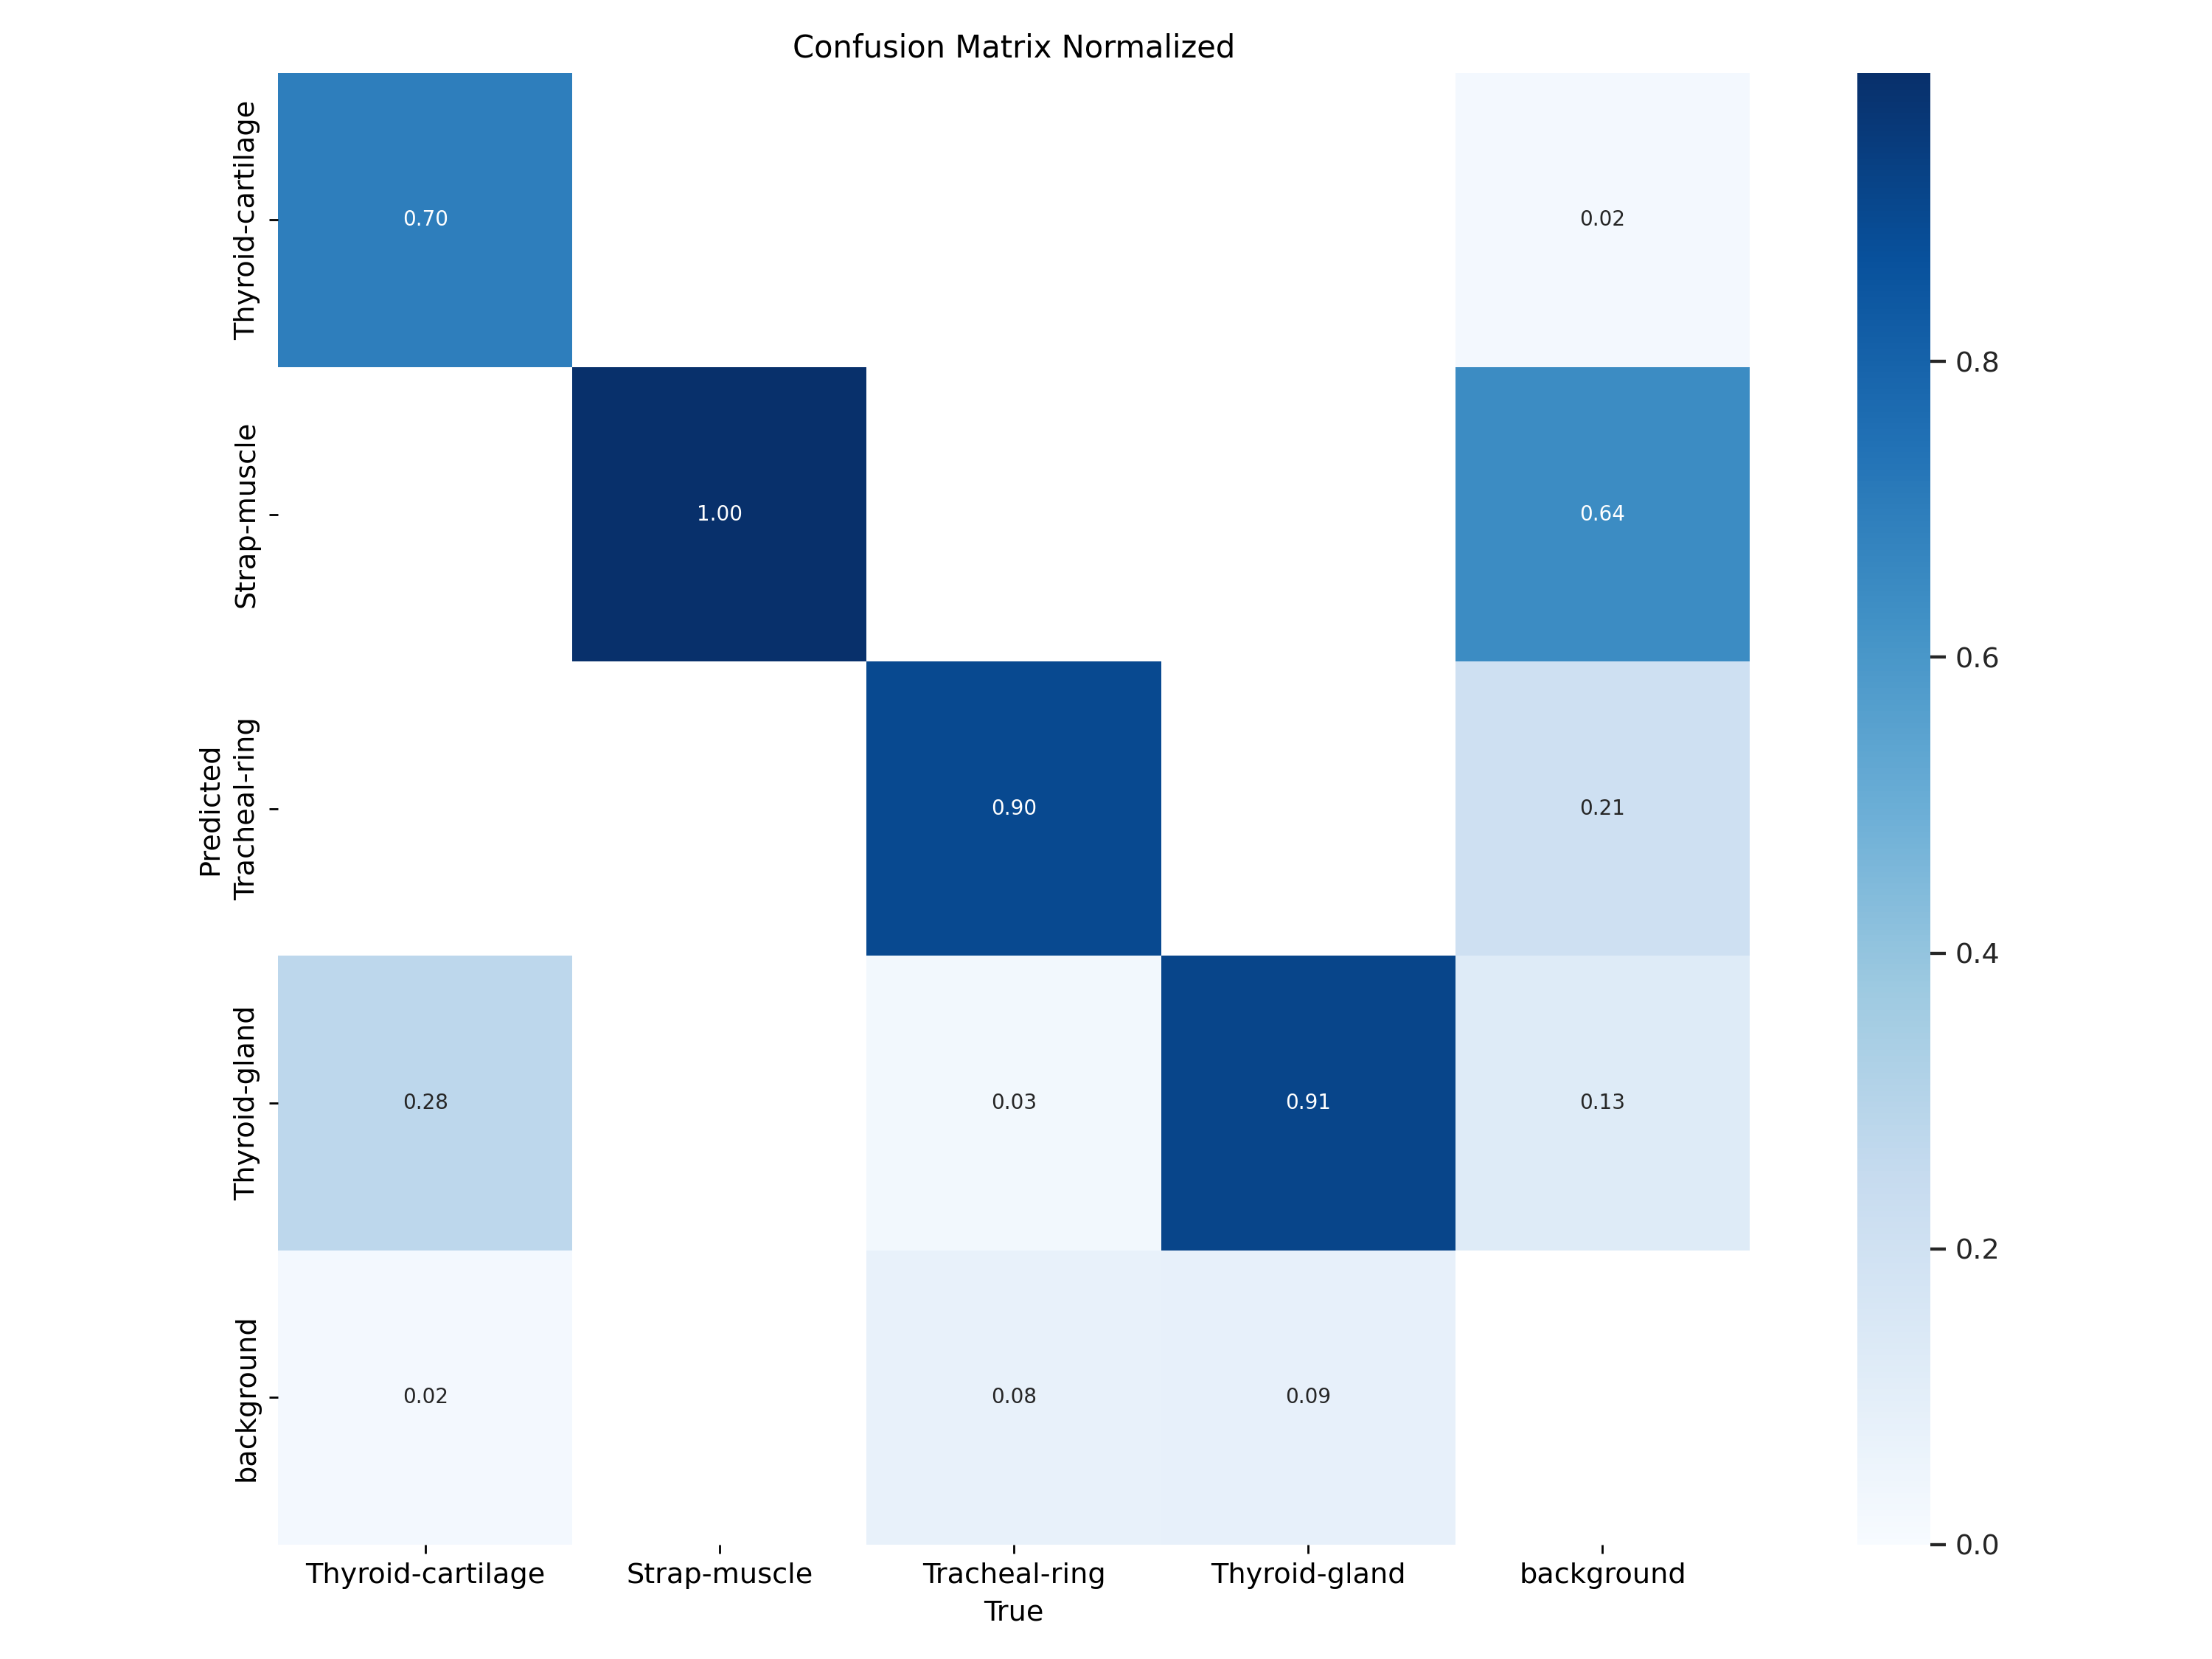 Confusion Matrix Normalized
Predicted
Thyroid-cartilage
0.70
0.02
Strap-muscle
1.00
0.64
Tracheal-ring
0.90
0.21
Thyroid-gland
0.28
0.03
0.91
0.13
background
0.02
0.08
0.09
Thyroid-cartilage
Strap-muscle
Tracheal-ring
Thyroid-gland
background
True
0.8
0.6
0.4
0.2
0.0